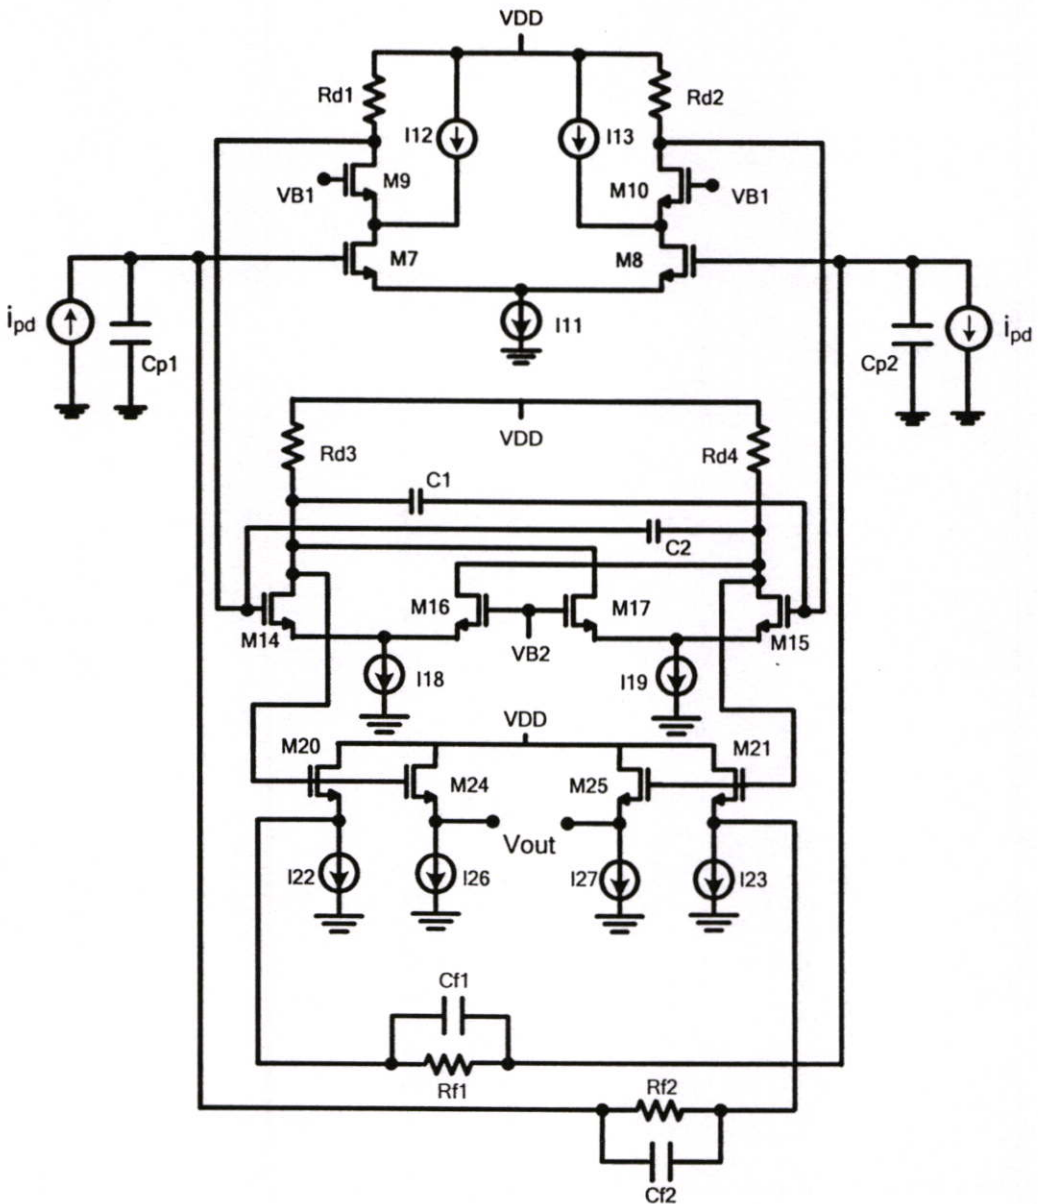 VDD
Rd1
I12
I13
Rd2
VB1
M9
M10
VB1
M7
M8
I11
ipd
Cp1
Cp2
ipd
VDD
Rd3
Rd4
C1
C2
M16
M17
M14
VB2
M15
I18
I19
VDD
M20
M21
M24
M25
Vout
I22
I26
I27
I23
Cf1
Rf1
Rf2
Cf2